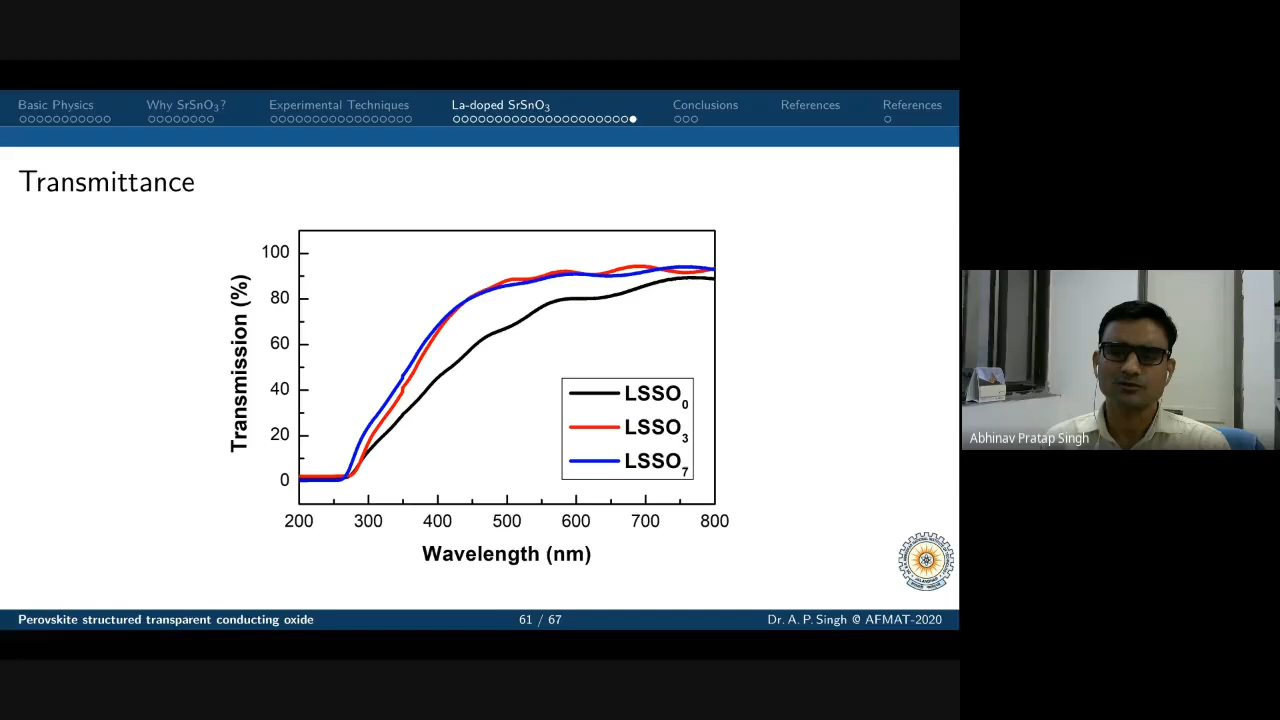 Basic Physics Why SrSnO₃? Experimental Techniques La-doped SrSnO₃ Conclusions References References
Transmittance
Transmission (%)
100
80
60
40
20
0
LSSO₀
LSSO₃
LSSO₇
200 300 400 500 600 700 800
Wavelength (nm)
Perovskite structured transparent conducting oxide 61 / 67 Dr. A. P. Singh @ AFMAT-2020
Abhinav Pratap Singh